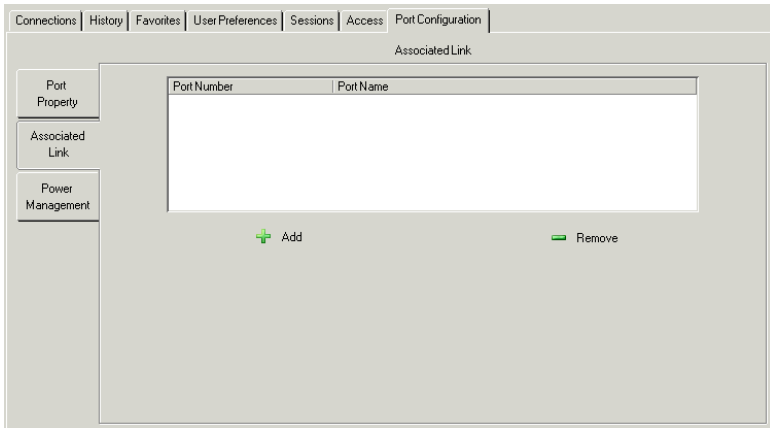 Connections History Favorites User Preferences Sessions Access Port Configuration
Associated Link
Port
Property
Associated
Link
Power
Management
Port Number Port Name
Add Remove